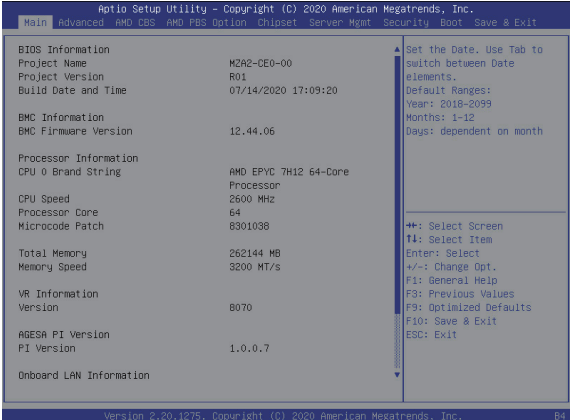 Aptio Setup Utility – Copyright (C) 2020 American Megatrends, Inc.
Main Advanced AMD CBS AMD PBS Option Chipset Server Mgmt Security Boot Save & Exit
BIOS Information
Project Name MZA2-CE0-00
Project Version R01
Build Date and Time 07/14/2020 17:09:20
BMC Information
BMC Firmware Version 12.44.06
Processor Information
CPU 0 Brand String AMD EPYC 7H12 64-Core
Processor
CPU Speed 2600 MHz
Processor Core 64
Microcode Patch 8301038
Total Memory 262144 MB
Memory Speed 3200 MT/s
VR Information
Version 8070
AGESA PI Version
PI Version 1.0.0.7
Onboard LAN Information
Set the Date. Use Tab to
switch between Date
elements.
Default Ranges:
Year: 2018-2099
Months: 1-12
Days: dependent on month
→←: Select Screen
↑↓: Select Item
Enter: Select
+/-: Change Opt.
F1: General Help
F3: Previous Values
F9: Optimized Defaults
F10: Save & Exit
ESC: Exit
Version 2.20.1275. Copyright (C) 2020 American Megatrends, Inc.
B4